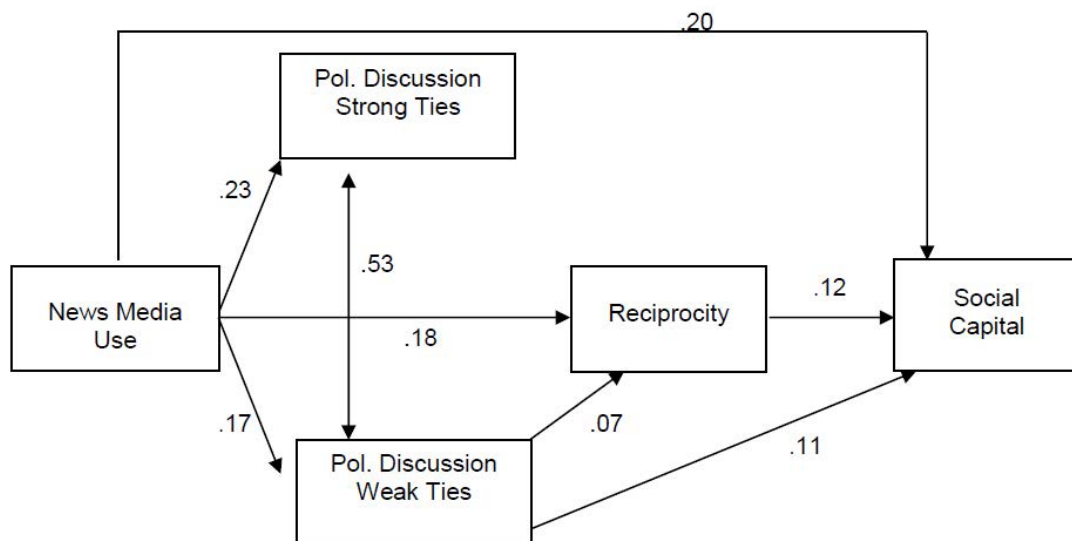 .20
Pol. Discussion
Strong Ties
.23
.53
News Media
Use
.18
Reciprocity
.12
Social
Capital
.17
.07
.11
Pol. Discussion
Weak Ties